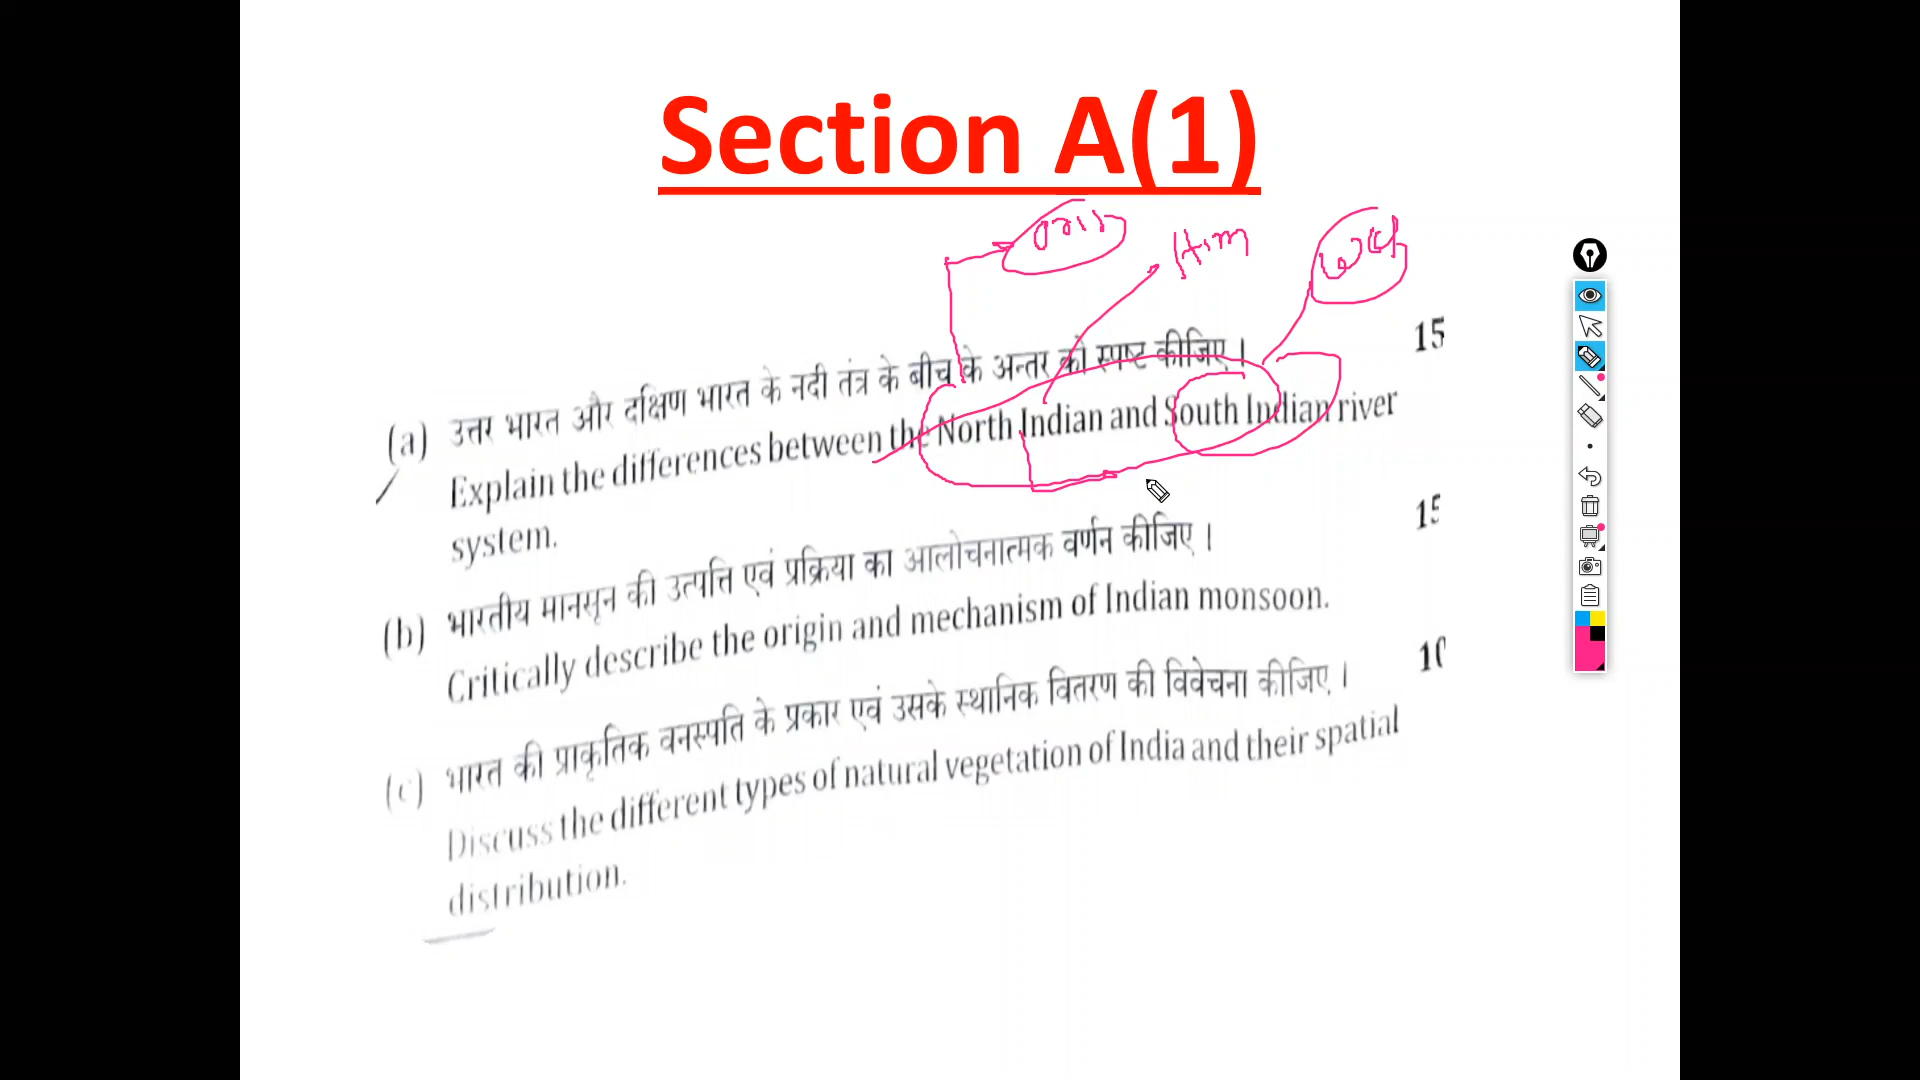 Section A(1)
Him
15
(a) उत्तर भारत और दक्षिण भारत के नदी तंत्र के बीच के अन्तर को स्पष्ट कीजिए ।
Explain the differences between the North Indian and South Indian river
system.
15
(b) भारतीय मानसून की उत्पत्ति एवं प्रक्रिया का आलोचनात्मक वर्णन कीजिए ।
Critically describe the origin and mechanism of Indian monsoon.
10
(c) भारत की प्राकृतिक वनस्पति के प्रकार एवं उसके स्थानिक वितरण की विवेचना कीजिए ।
Discuss the different types of natural vegetation of India and their spatial
distribution.